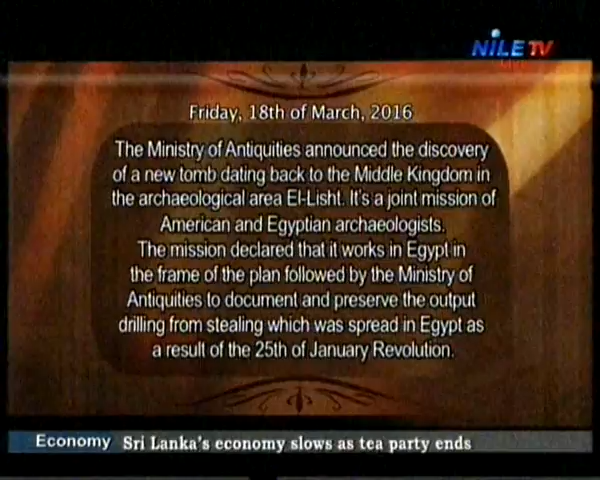 NiLE TV
Friday, 18th of March, 2016
The Ministry of Antiquities announced the discovery
of a new tomb dating back to the Middle Kingdom in
the archaeological area El-Lisht. It's a joint mission of
American and Egyptian archaeologists.
The mission declared that it works in Egypt in
the frame of the plan followed by the Ministry of
Antiquities to document and preserve the output
drilling from stealing which was spread in Egypt as
a result of the 25th of January Revolution.
Economy Sri Lanka's economy slows as tea party ends